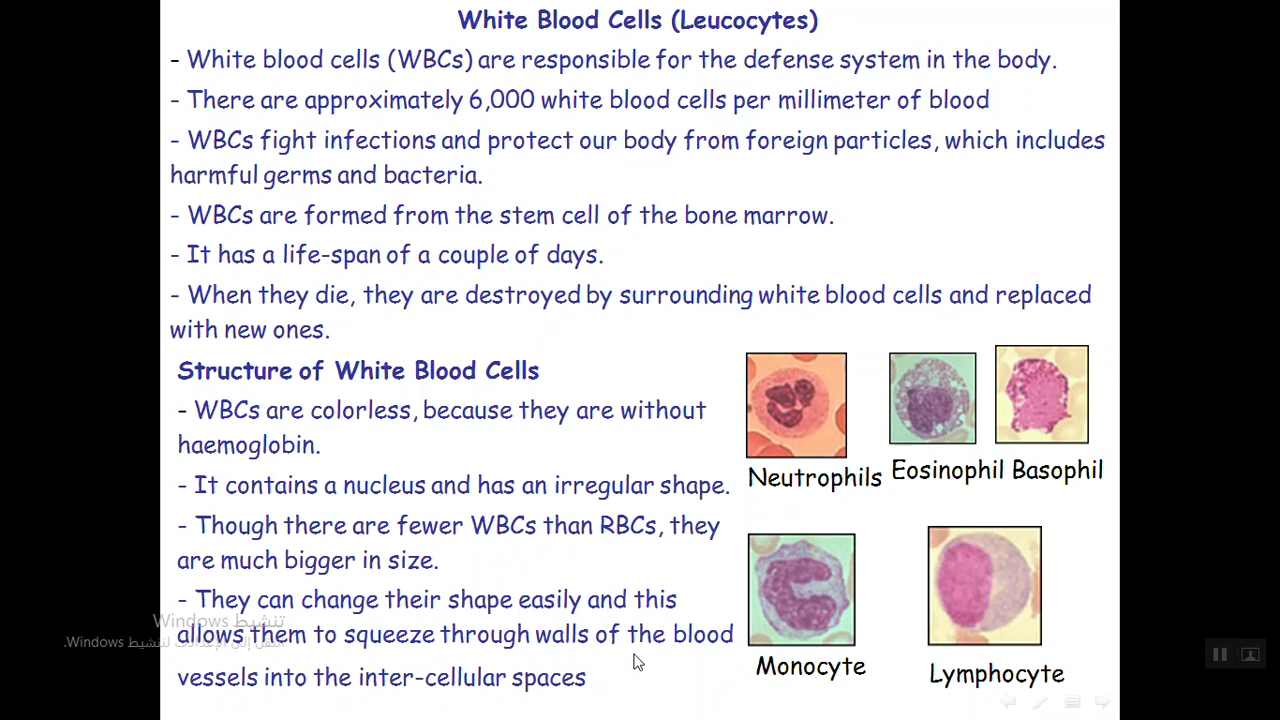 White Blood Cells (Leucocytes)
- White blood cells (WBCs) are responsible for the defense system in the body.
- There are approximately 6,000 white blood cells per millimeter of blood
- WBCs fight infections and protect our body from foreign particles, which includes
harmful germs and bacteria.
- WBCs are formed from the stem cell of the bone marrow.
- It has a life-span of a couple of days.
- When they die, they are destroyed by surrounding white blood cells and replaced
with new ones.
Structure of White Blood Cells
- WBCs are colorless, because they are without
haemoglobin.
- It contains a nucleus and has an irregular shape.
- Though there are fewer WBCs than RBCs, they
are much bigger in size.
- They can change their shape easily and this
allows them to squeeze through walls of the blood
vessels into the inter-cellular spaces
Neutrophils
Eosinophil
Basophil
Monocyte
Lymphocyte
تنشيط Windows
انتقل إلى الإعدادات لتنشيط Windows.